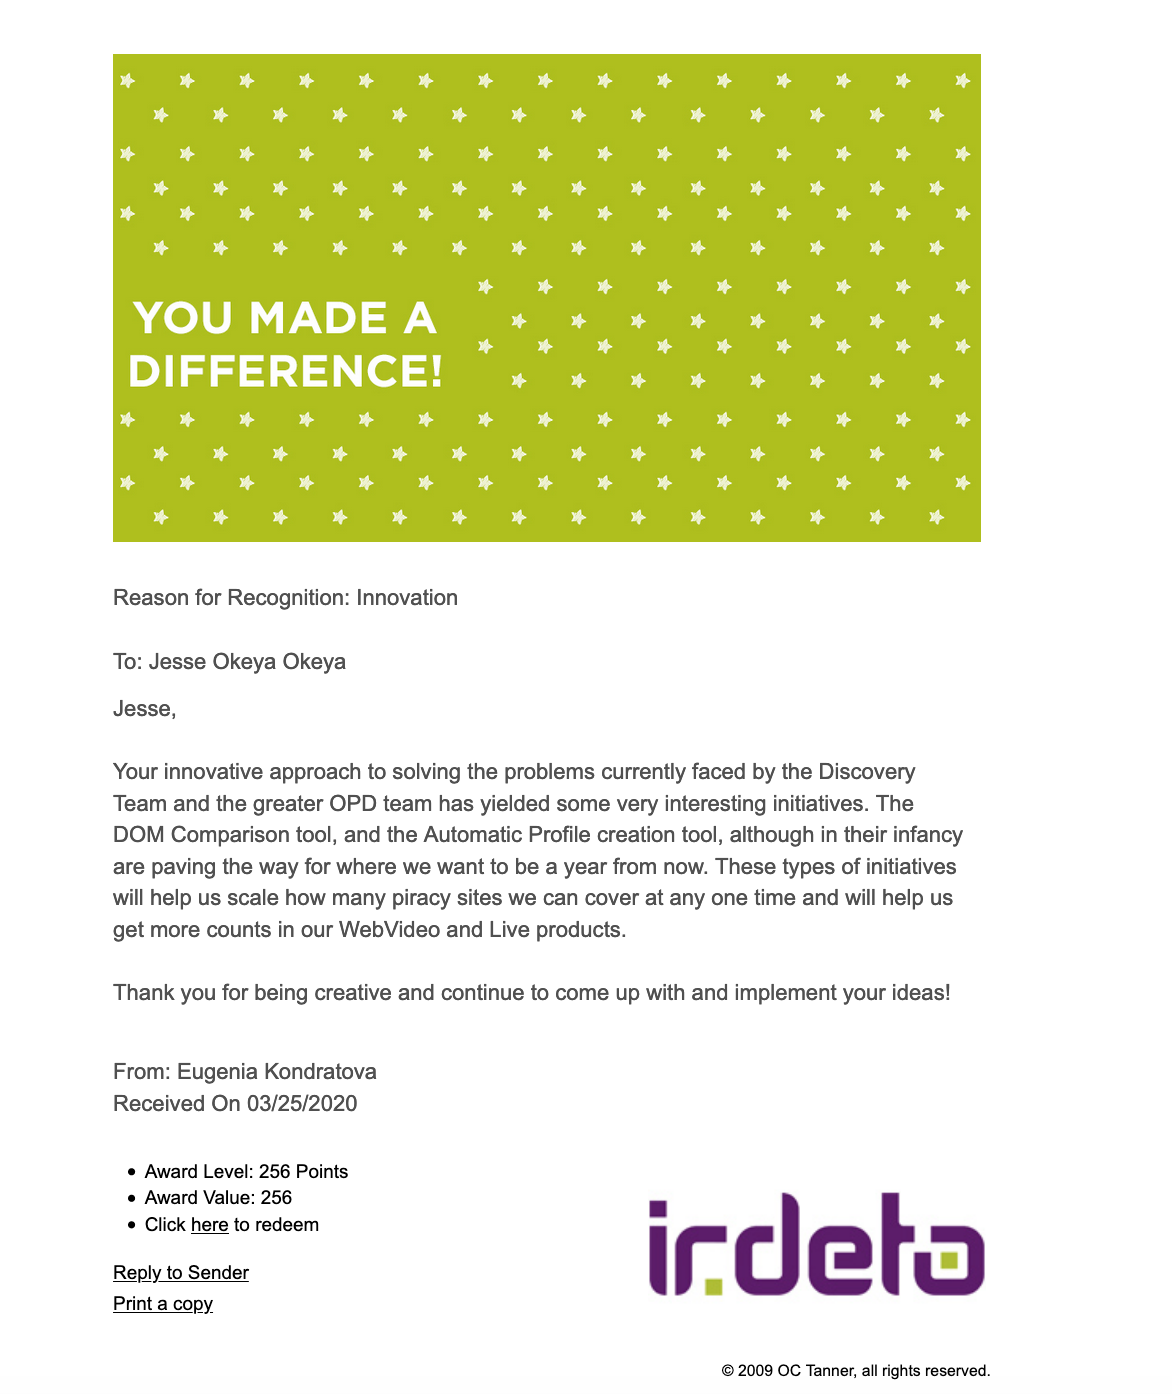 YOU MADE A
DIFFERENCE!
Reason for Recognition: Innovation
To: Jesse Okeya Okeya
Jesse,
Your innovative approach to solving the problems currently faced by the Discovery
Team and the greater OPD team has yielded some very interesting initiatives. The
DOM Comparison tool, and the Automatic Profile creation tool, although in their infancy
are paving the way for where we want to be a year from now. These types of initiatives
will help us scale how many piracy sites we can cover at any one time and will help us
get more counts in our WebVideo and Live products.
Thank you for being creative and continue to come up with and implement your ideas!
From: Eugenia Kondratova
Received On 03/25/2020
• Award Level: 256 Points
• Award Value: 256
• Click here to redeem
Reply to Sender
Print a copy
irdeto
© 2009 OC Tanner, all rights reserved.